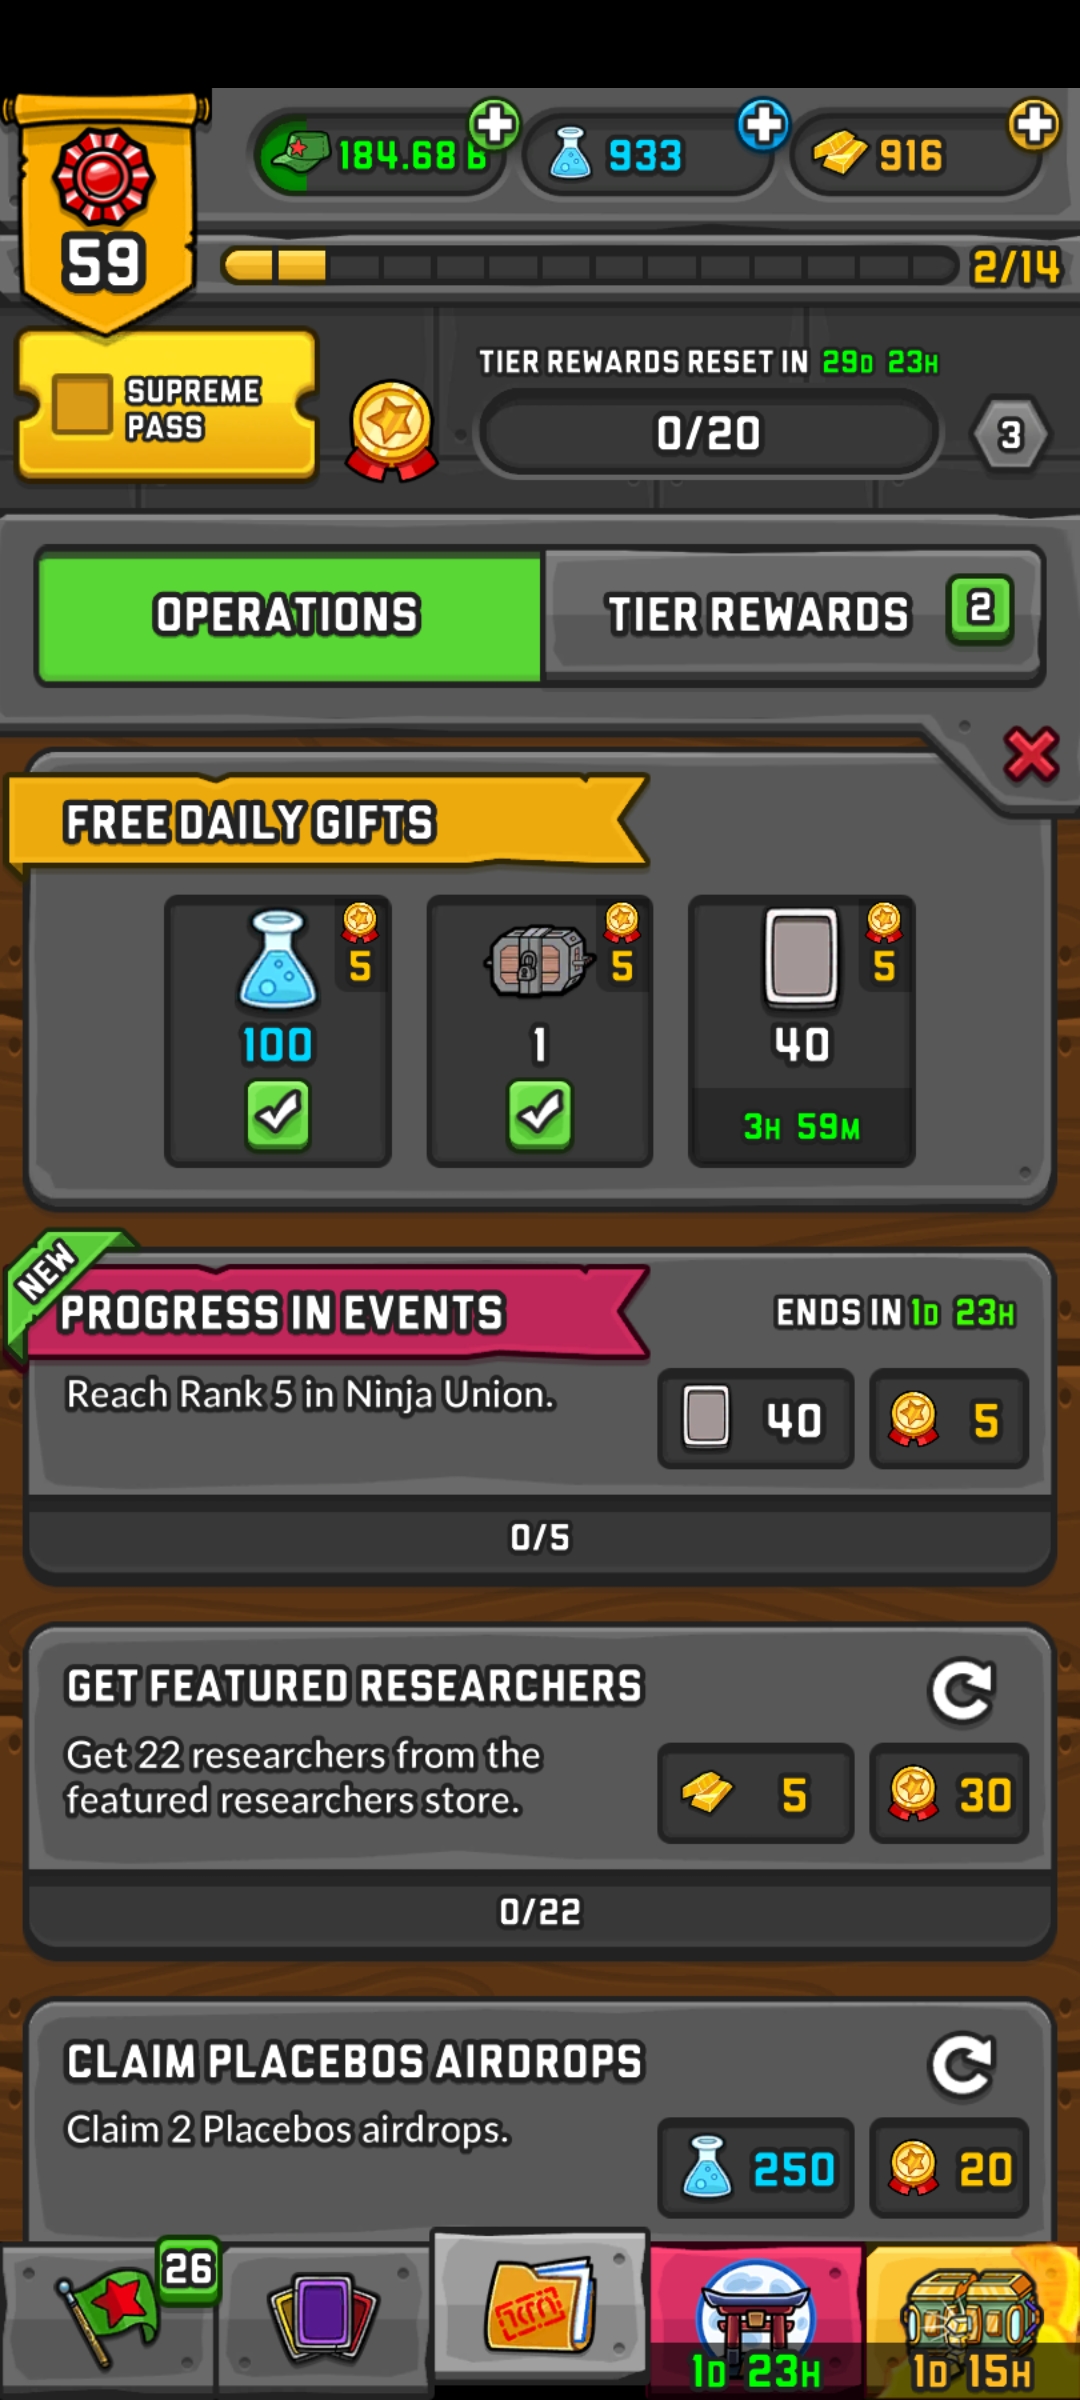 184.68 B
933
916
59
2/14
SUPREME
PASS
TIER REWARDS RESET IN 29D 23H
0/20
3
OPERATIONS
TIER REWARDS
2
FREE DAILY GIFTS
5
5
5
100
1
40
3H 59M
NEW
PROGRESS IN EVENTS
ENDS IN 1D 23H
Reach Rank 5 in Ninja Union.
40
5
0/5
GET FEATURED RESEARCHERS
Get 22 researchers from the
featured researchers store.
5
30
0/22
CLAIM PLACEBOS AIRDROPS
Claim 2 Placebos airdrops.
250
20
26
1D 23H
1D 15H